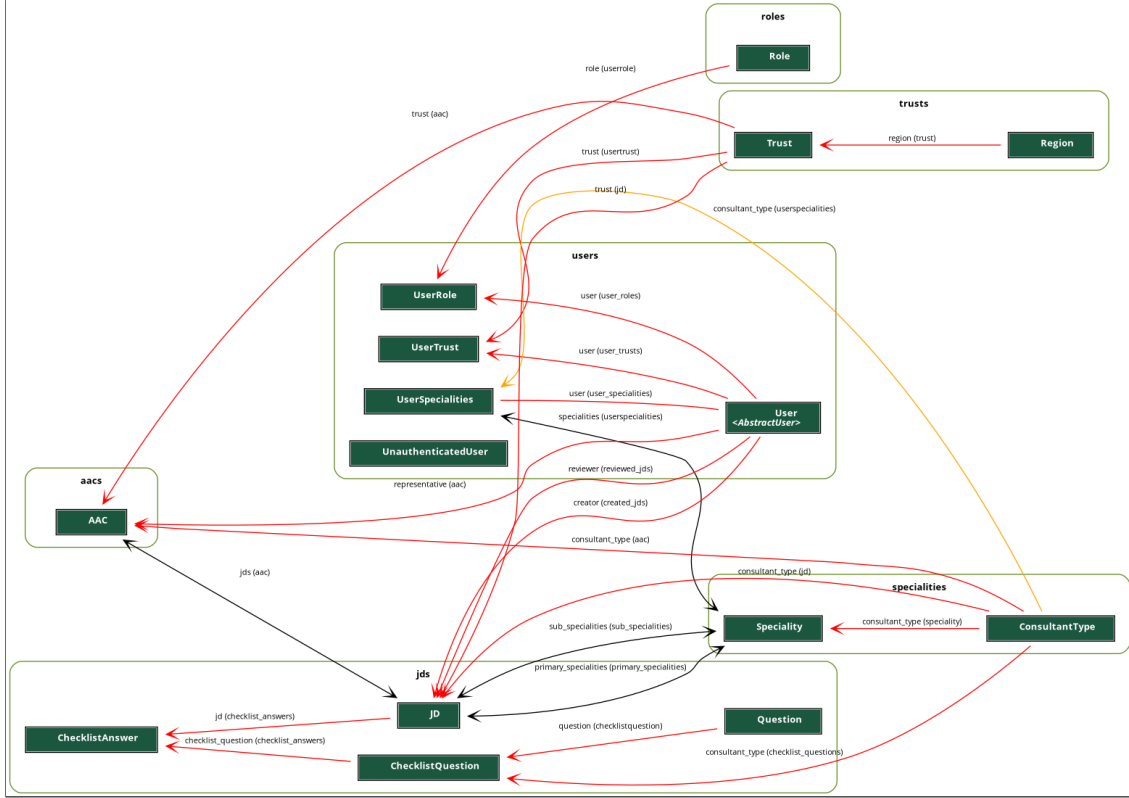 roles
Role
role (userrole)
trusts
trust (aac)
Trust
region (trust)
Region
trust (usertrust)
trust (jd)
consultant_type (userspecialities)
users
UserRole
user (user_roles)
UserTrust
user (user_trusts)
UserSpecialities
user (user_specialities)
User
<AbstractUser>
specialities (userspecialities)
UnauthenticatedUser
reviewer (reviewed_jds)
representative (aac)
aacs
creator (created_jds)
AAC
consultant_type (aac)
jds (aac)
consultant_type (jd)
specialities
Speciality
consultant_type (speciality)
ConsultantType
sub_specialities (sub_specialities)
primary_specialities (primary_specialities)
jds
JD
jd (checklist_answers)
question (checklistquestion)
Question
ChecklistAnswer
checklist_question (checklist_answers)
consultant_type (checklist_questions)
ChecklistQuestion